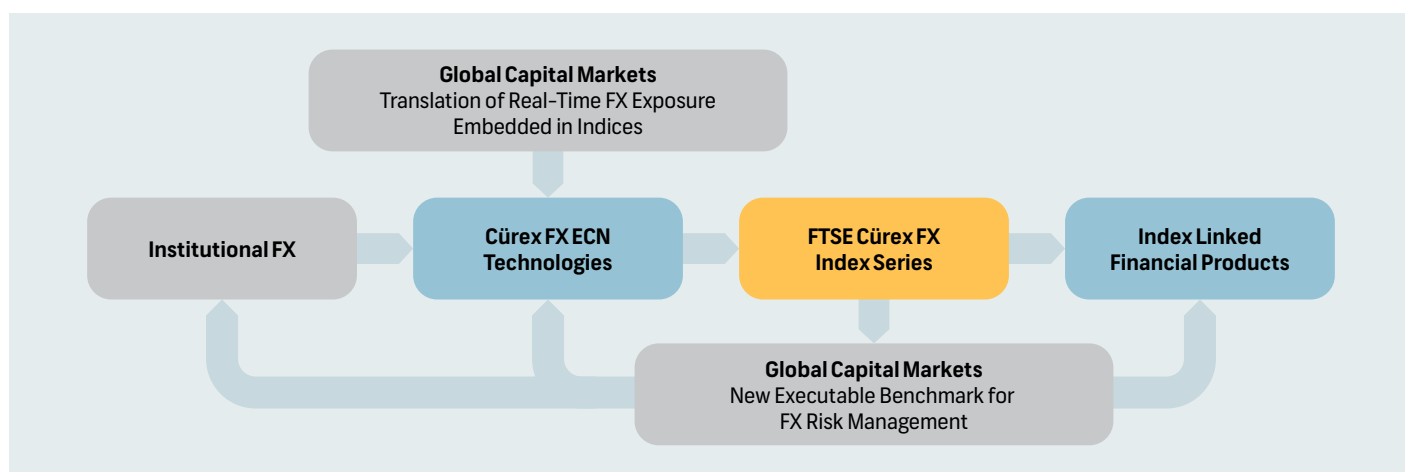 Global Capital Markets
Translation of Real-Time FX Exposure
Embedded in Indices
Institutional FX
Cürex FX ECN
Technologies
FTSE Cürex FX
Index Series
Index Linked
Financial Products
Global Capital Markets
New Executable Benchmark for
FX Risk Management